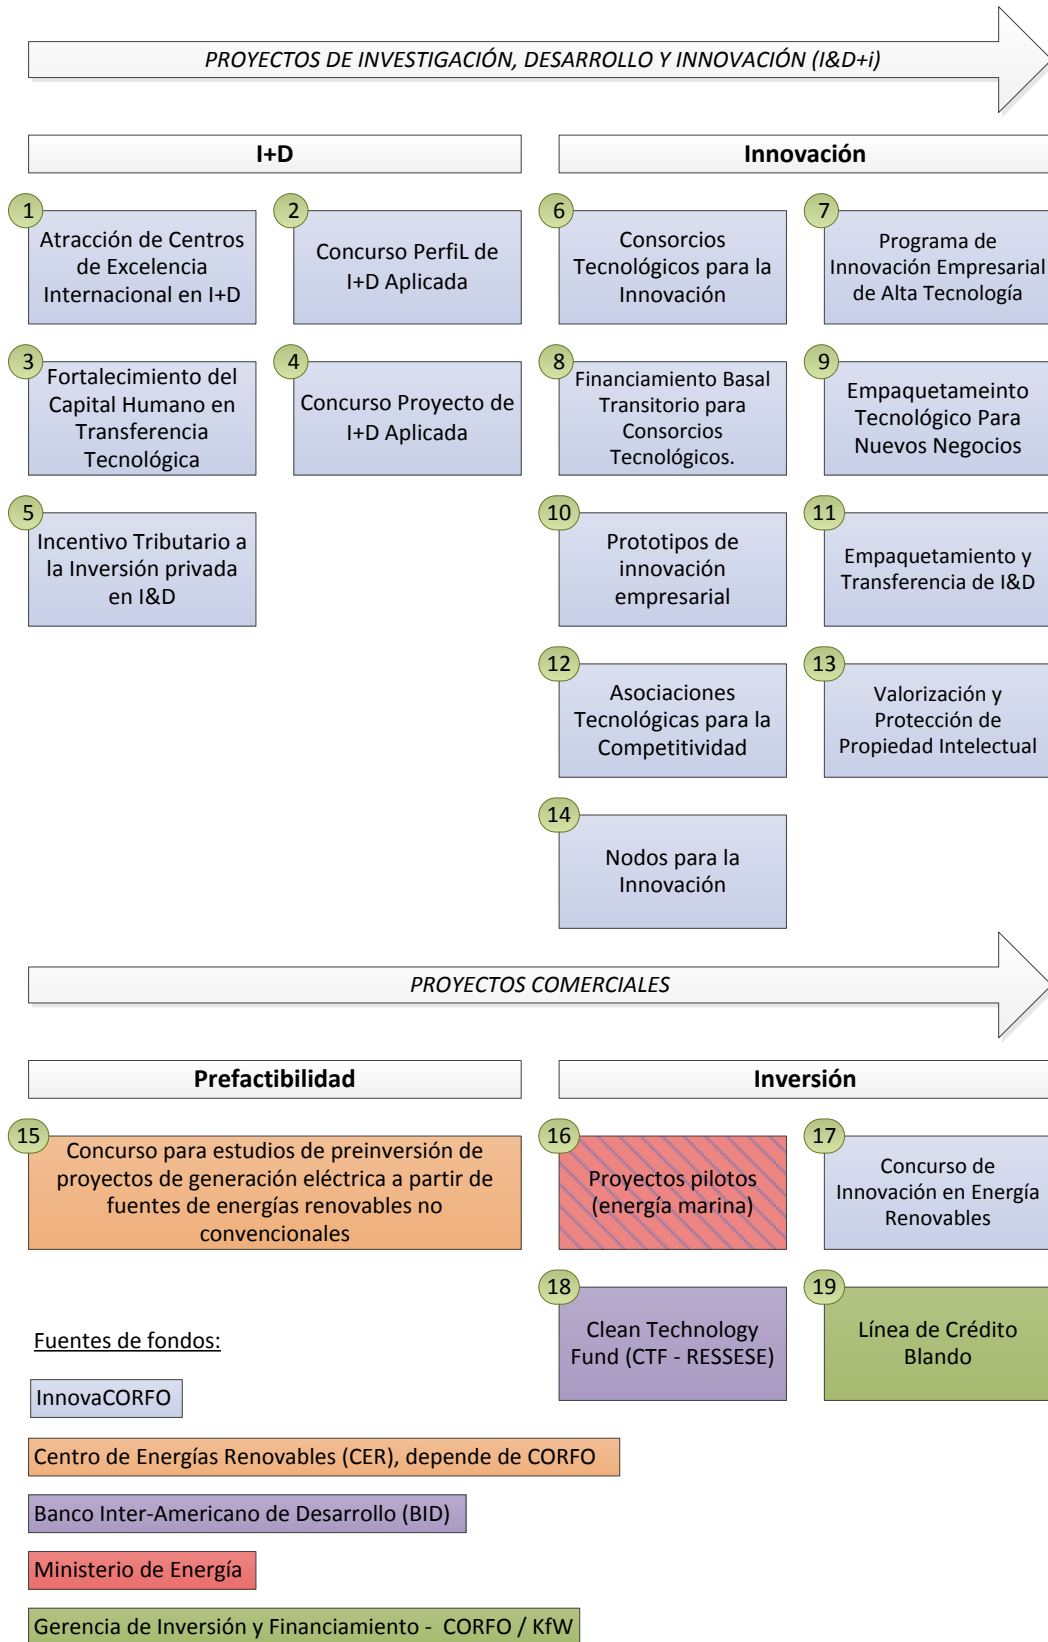 PROYECTOS DE INVESTIGACIÓN, DESARROLLO Y INNOVACIÓN (I&D+i)
I+D
Innovación
1
Atracción de Centros
de Excelencia
Internacional en I+D
2
Concurso PerfiL de
I+D Aplicada
6
Consorcios
Tecnológicos para la
Innovación
7
Programa de
Innovación Empresarial
de Alta Tecnología
3
Fortalecimiento del
Capital Humano en
Transferencia
Tecnológica
4
Concurso Proyecto de
I+D Aplicada
8
Financiamiento Basal
Transitorio para
Consorcios
Tecnológicos.
9
Empaquetameinto
Tecnológico Para
Nuevos Negocios
5
Incentivo Tributario a
la Inversión privada
en I&D
10
Prototipos de
innovación
empresarial
11
Empaquetamiento y
Transferencia de I&D
12
Asociaciones
Tecnológicas para la
Competitividad
13
Valorización y
Protección de
Propiedad Intelectual
14
Nodos para la
Innovación
PROYECTOS COMERCIALES
Prefactibilidad
Inversión
15
Concurso para estudios de preinversión de
proyectos de generación eléctrica a partir de
fuentes de energías renovables no
convencionales
16
Proyectos pilotos
(energía marina)
17
Concurso de
Innovación en Energía
Renovables
18
Clean Technology
Fund (CTF - RESSESE)
19
Línea de Crédito
Blando
Fuentes de fondos:
InnovaCORFO
Centro de Energías Renovables (CER), depende de CORFO
Banco Inter-Americano de Desarrollo (BID)
Ministerio de Energía
Gerencia de Inversión y Financiamiento - CORFO / KfW